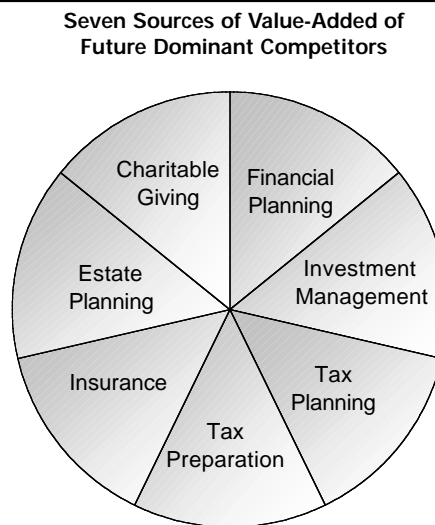 Seven Sources of Value-Added of
Future Dominant Competitors
Charitable
Giving
Financial
Planning
Estate
Planning
Investment
Management
Insurance
Tax
Planning
Tax
Preparation